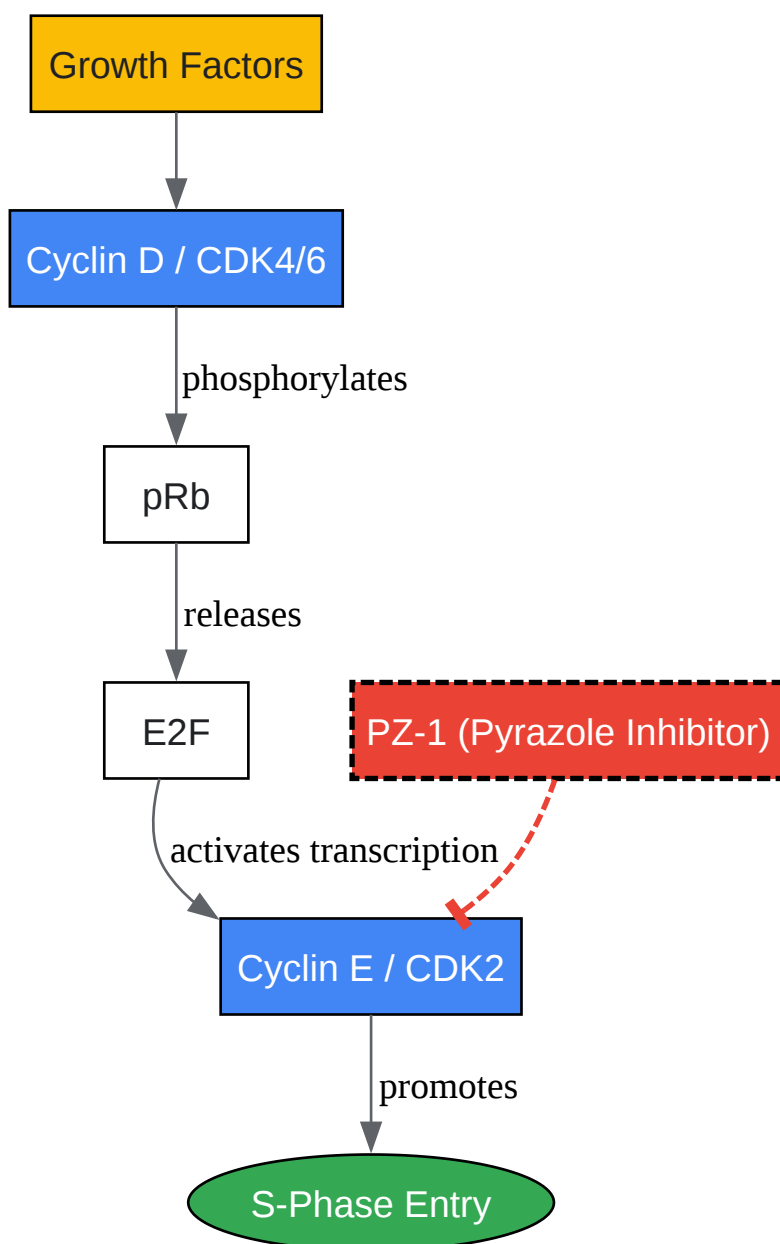 Growth Factors
Cyclin D / CDK4/6
phosphorylates
pRb
releases
E2F
PZ-1 (Pyrazole Inhibitor)
activates transcription
Cyclin E / CDK2
promotes
S-Phase Entry